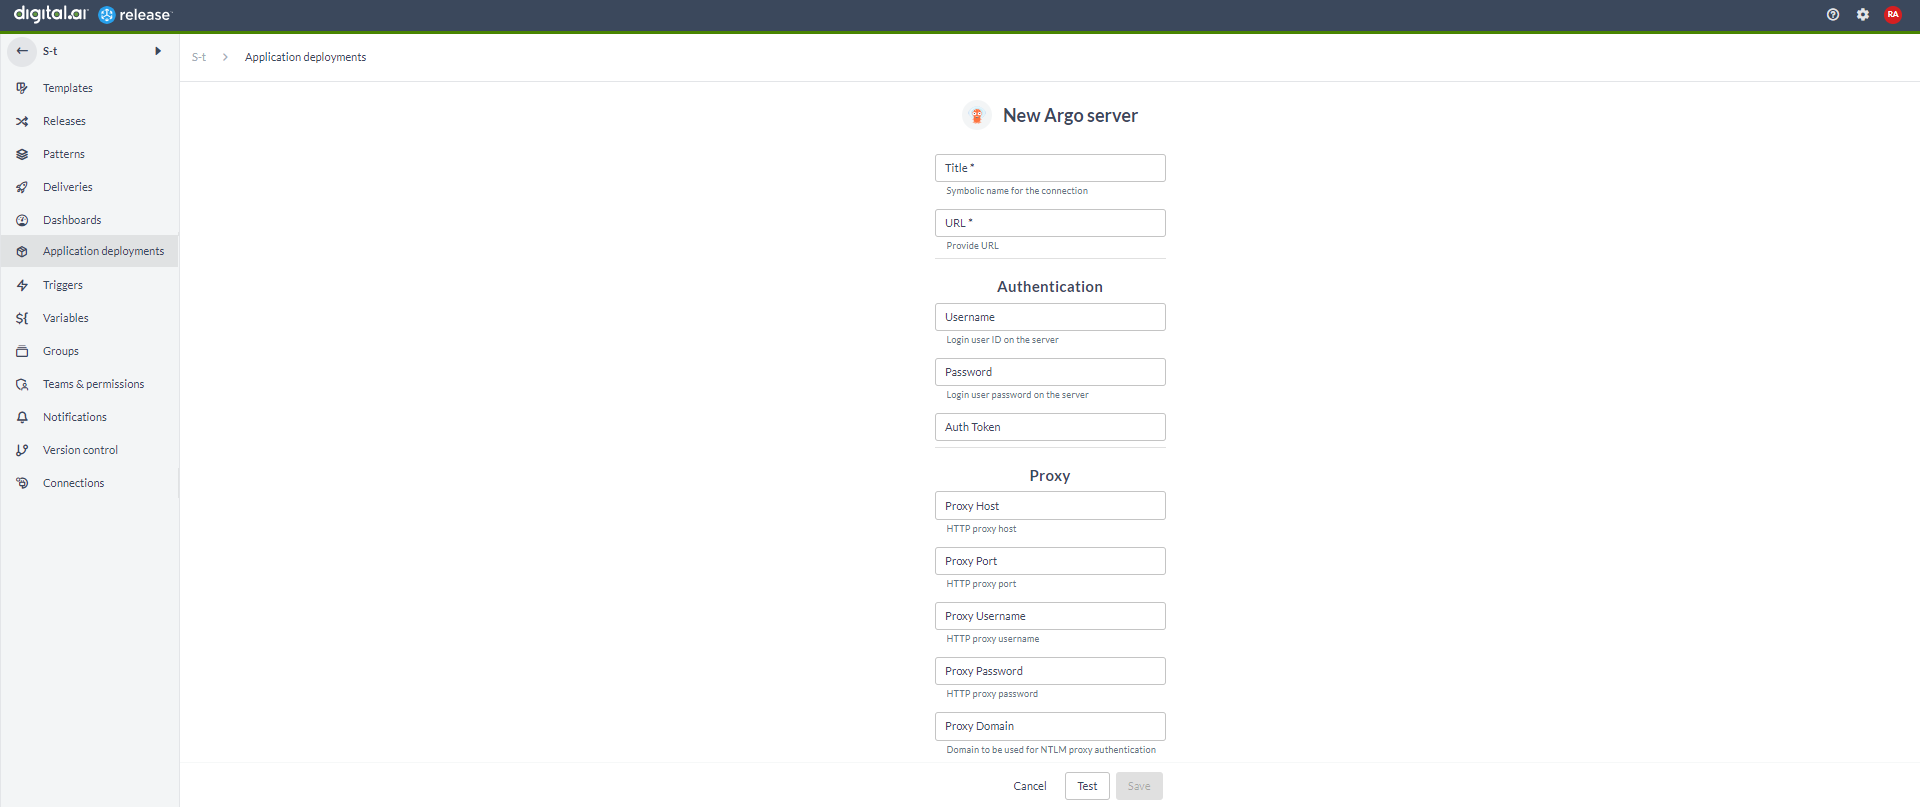 digital.ai release
RA
S-t
Templates
Releases
Patterns
Deliveries
Dashboards
Application deployments
Triggers
Variables
Groups
Teams & permissions
Notifications
Version control
Connections
S-t > Application deployments
New Argo server
Title *
Symbolic name for the connection
URL *
Provide URL
Authentication
Username
Login user ID on the server
Password
Login user password on the server
Auth Token
Proxy
Proxy Host
HTTP proxy host
Proxy Port
HTTP proxy port
Proxy Username
HTTP proxy username
Proxy Password
HTTP proxy password
Proxy Domain
Domain to be used for NTLM proxy authentication
Cancel Test Save